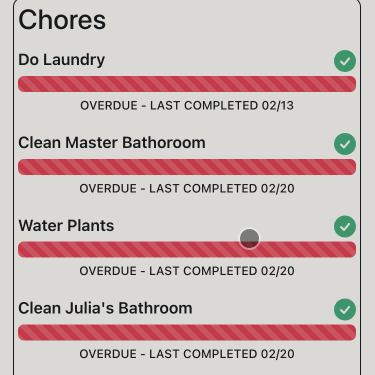 Chores
Do Laundry
OVERDUE - LAST COMPLETED 02/13
Clean Master Bathoroom
OVERDUE - LAST COMPLETED 02/20
Water Plants
OVERDUE - LAST COMPLETED 02/20
Clean Julia's Bathroom
OVERDUE - LAST COMPLETED 02/20